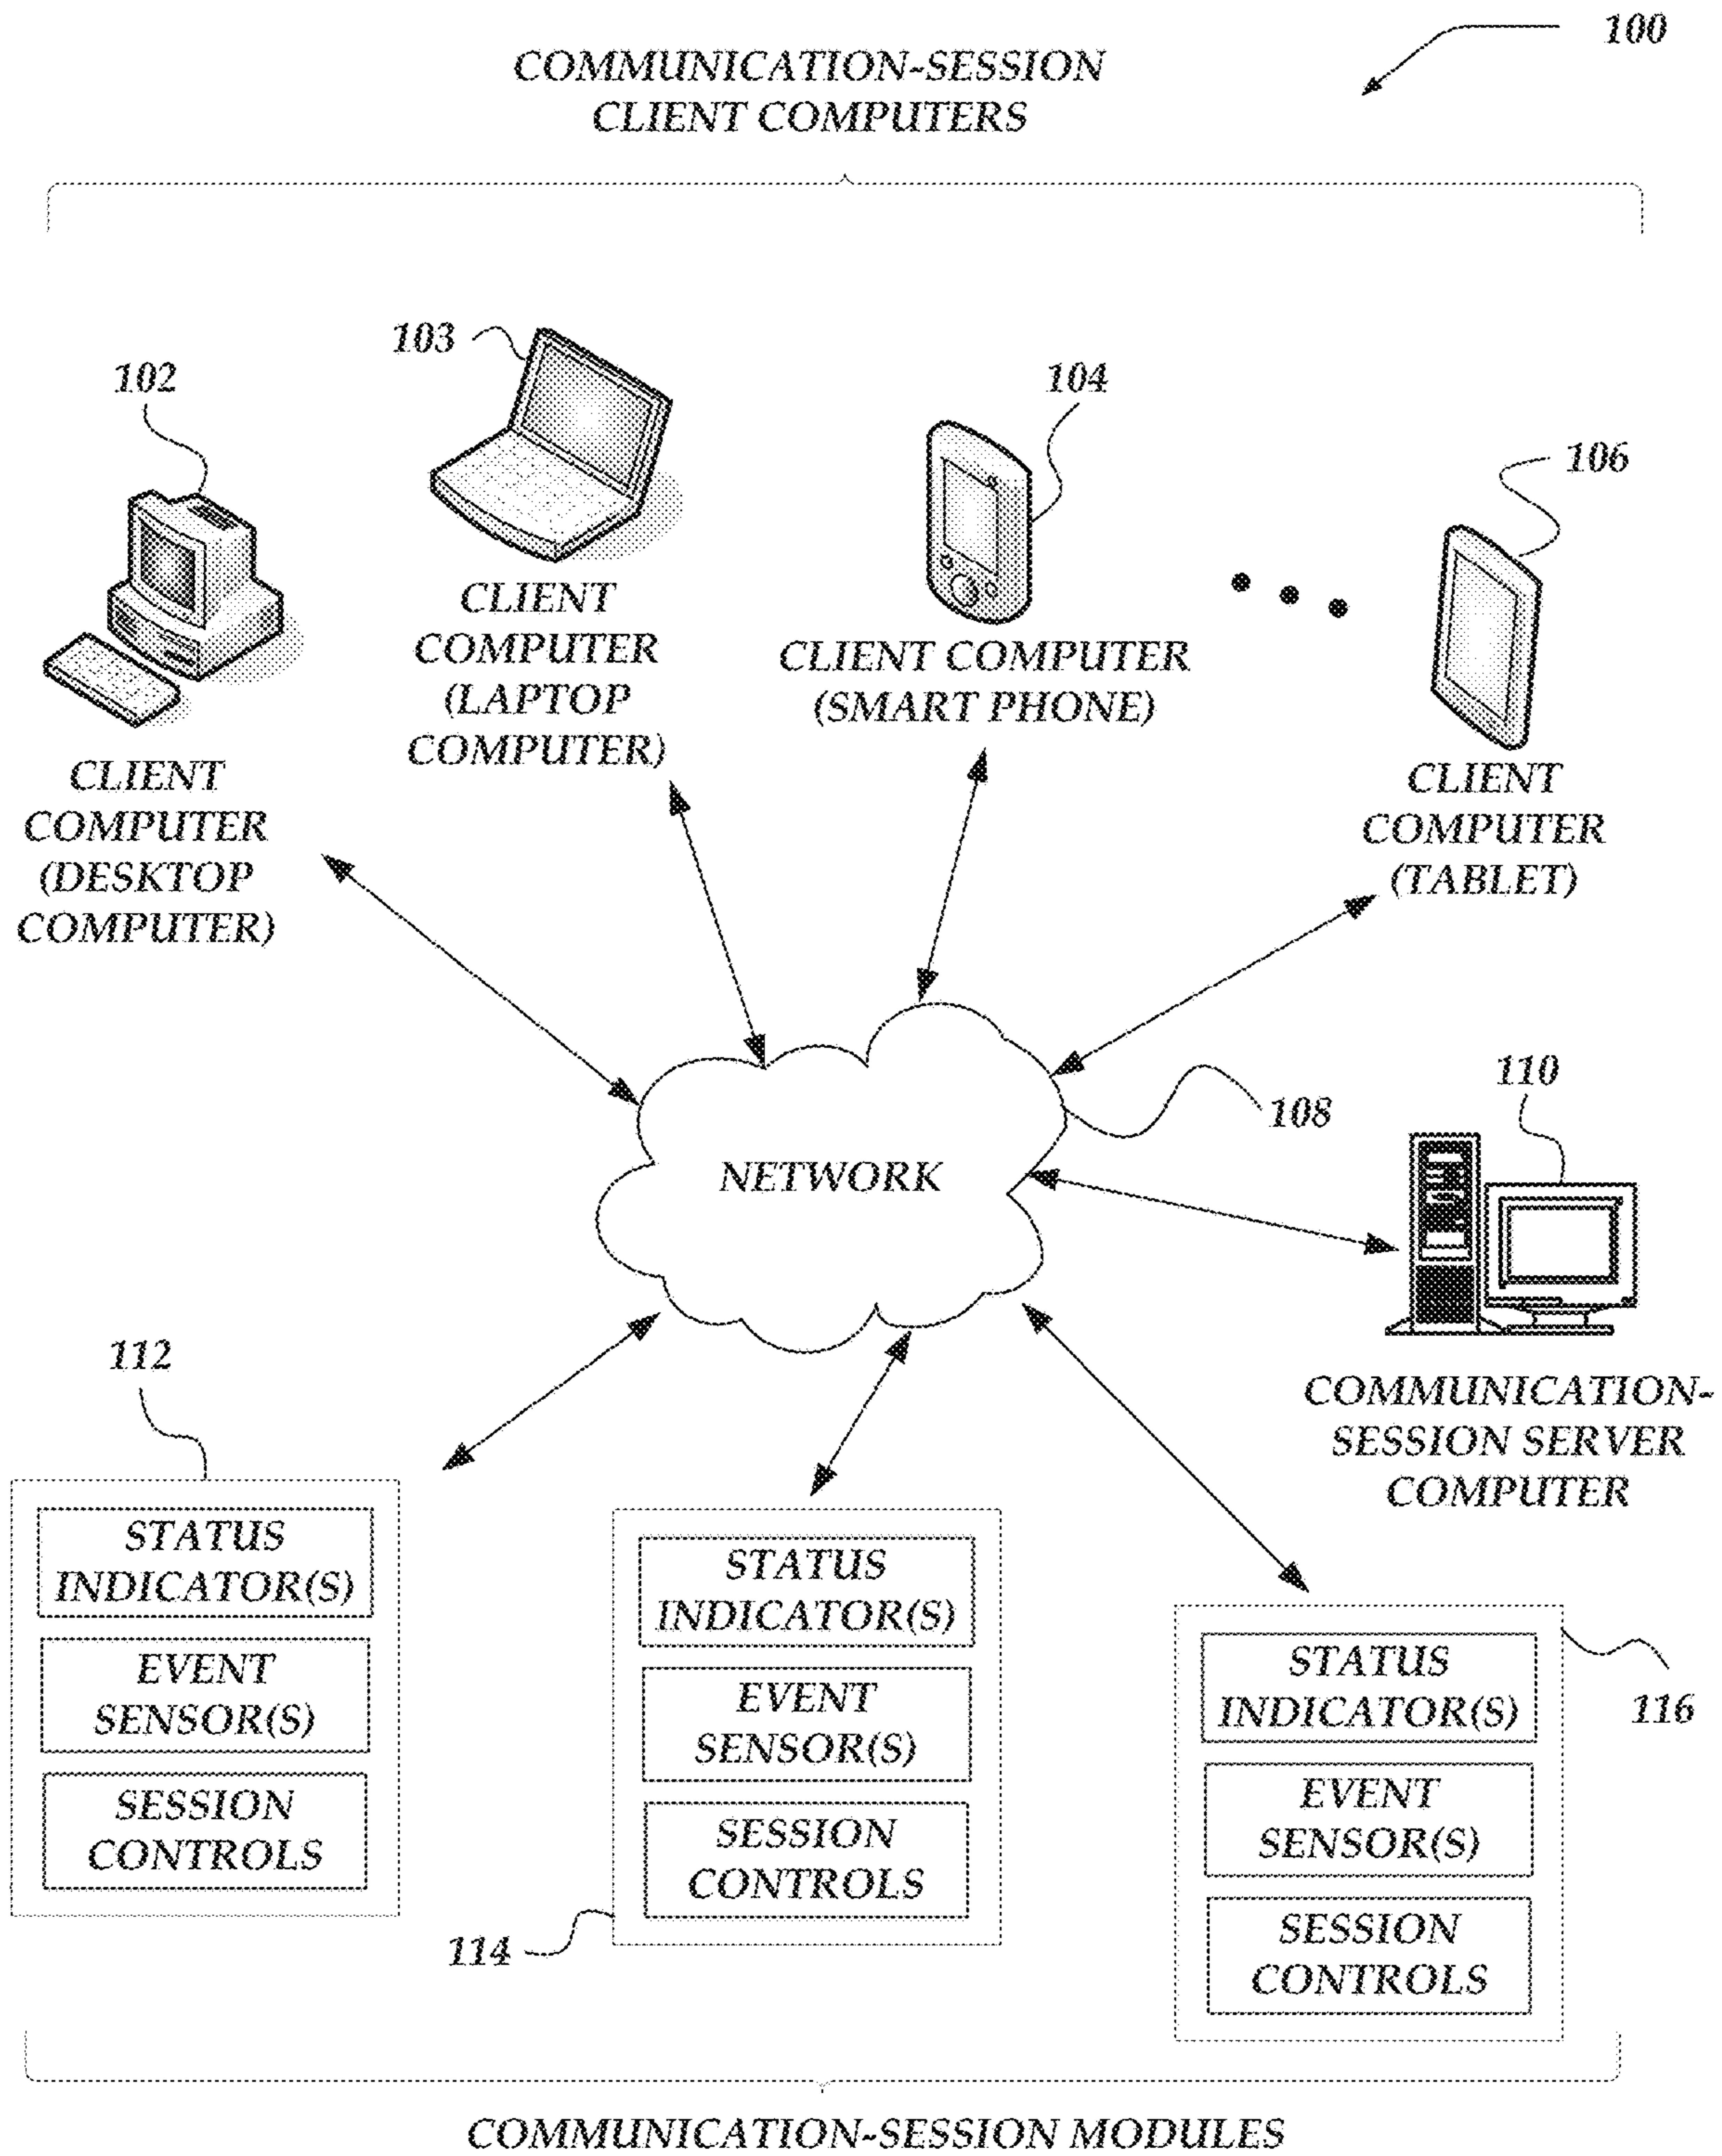 100
COMMUNICATION-SESSION
CLIENT COMPUTERS
103
102
104
106
CLIENT
COMPUTER
(LAPTOP
COMPUTER)
CLIENT COMPUTER
(SMART PHONE)
CLIENT
COMPUTER
(DESKTOP
COMPUTER)
CLIENT
COMPUTER
(TABLET)
110
108
NETWORK
112
COMMUNICATION-
SESSION SERVER
COMPUTER
STATUS
INDICATOR(S)
EVENT
SENSOR(S)
SESSION
CONTROLS
STATUS
INDICATOR(S)
EVENT
SENSOR(S)
SESSION
CONTROLS
114
STATUS
INDICATOR(S)
EVENT
SENSOR(S)
SESSION
CONTROLS
116
COMMUNICATION-SESSION MODULES